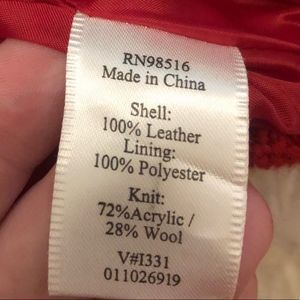 RN98516
Made in China
Shell:
100% Leather
Lining:
100% Polyester
Knit:
72%Acrylic /
28% Wool
V#I331
011026919